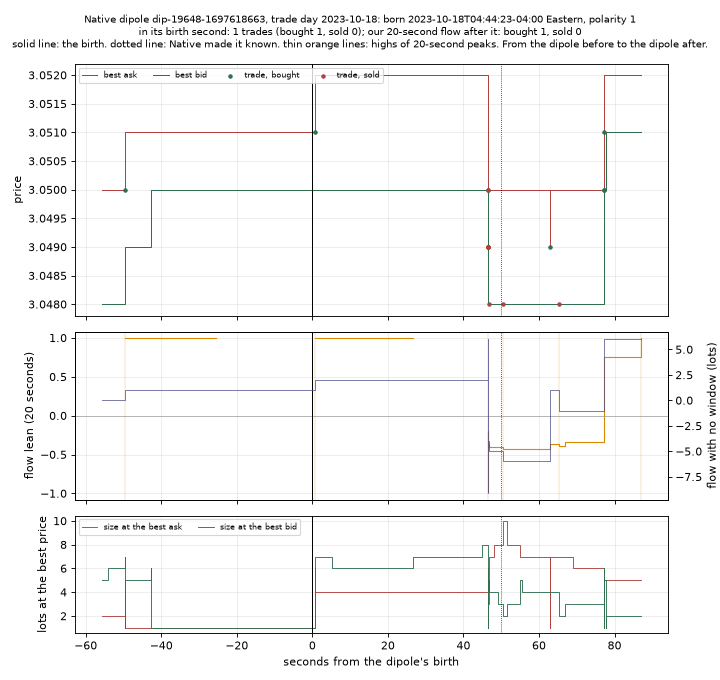 Native dipole dip-19648-1697618663, trade day 2023-10-18: born 2023-10-18T04:44:23-04:00 Eastern, polarity 1
in its birth second: 1 trades (bought 1, sold 0); our 20-second flow after it: bought 1, sold 0
solid line: the birth. dotted line: Native made it known. thin orange lines: highs of 20-second peaks. From the dipole before to the dipole after.
best ask best bid trade, bought trade, sold
3.0520
3.0515
3.0510
3.0505
3.0500
3.0495
3.0490
3.0485
3.0480
price
1.0
0.5
0.0
−0.5
−1.0
flow lean (20 seconds)
5.0
2.5
0.0
−2.5
−5.0
−7.5
flow with no window (lots)
size at the best ask size at the best bid
10
8
6
4
2
lots at the best price
−60 −40 −20 0 20 40 60 80
seconds from the dipole's birth